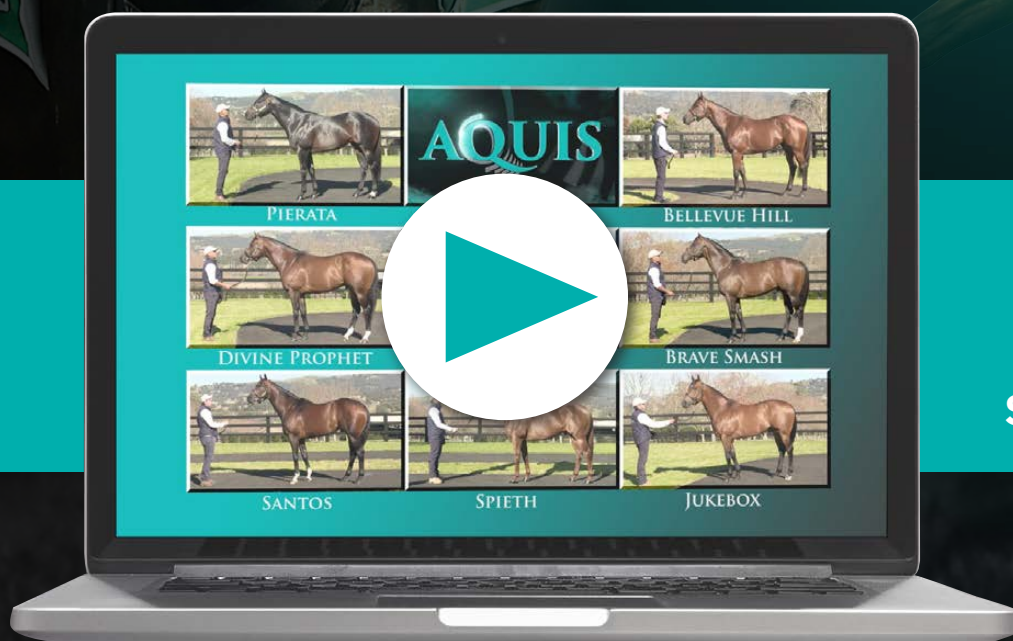 AQUIS
PIERATA
BELLEVUE HILL
DIVINE PROPHET
BRAVE SMASH
SANTOS
SPIETH
JUKEBOX
S